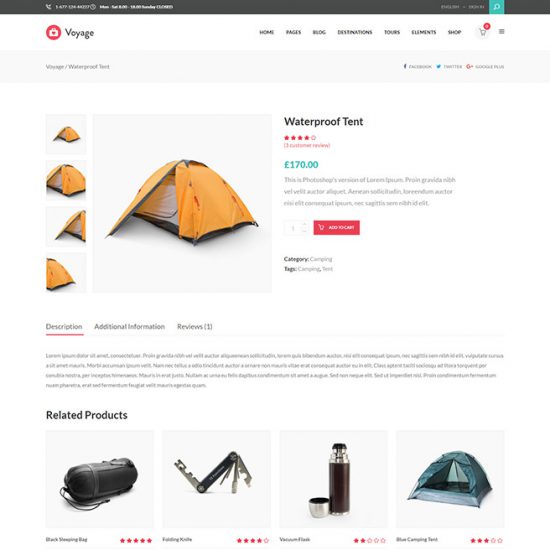 1-677-124-44227 Mon - Sat 8.00 - 18.00 Sunday CLOSED ENGLISH SIGN IN
Voyage HOME PAGES BLOG DESTINATIONS TOURS ELEMENTS SHOP 0
Voyage / Waterproof Tent FACEBOOK TWITTER GOOGLE PLUS
Waterproof Tent
(3 customer review)
£170.00
This is Photoshop's version of Lorem Ipsum. Proin gravida nibh
vel velit auctor aliquet. Aenean sollicitudin, loreendum auctor
nisi elit consequat ipsum, nec sagittis sem nibh id elit.
1 ADD TO CART
Category: Camping
Tags: Camping, Tent
Description Additional Information Reviews (1)
Lorem ipsum dolor sit amet, consectetuer. Proin gravida nibh vel velit auctor aliqueenean sollicitudin, lorem quis bibendum auctor, nisi elit consequat ipsum, nec sagittis sem nibh id elit. Vivamus a cursus
mauris. Morbi accumsan ipsum velit. Nam nec tellus a odio tincidunt auctor a ornare non mauris vitae erat consequat auctor eu in elit. Class aptent taciti sociosqu ad litora torquent per
conubia nostra, per inceptos himenaeos. Mauris in erat justo. Nullam ac urna eu felis dapibus condimentum sit amet a augue. Sed non neque elit. Sed ut imperdiet nisi. Proin condimentum fermentum
nuam pharetra, erat sed fermentum feugiat velit mauris egestas quam.
Related Products
Black Sleeping Bag Folding Knife Vacuum Flask Blue Camping Tent